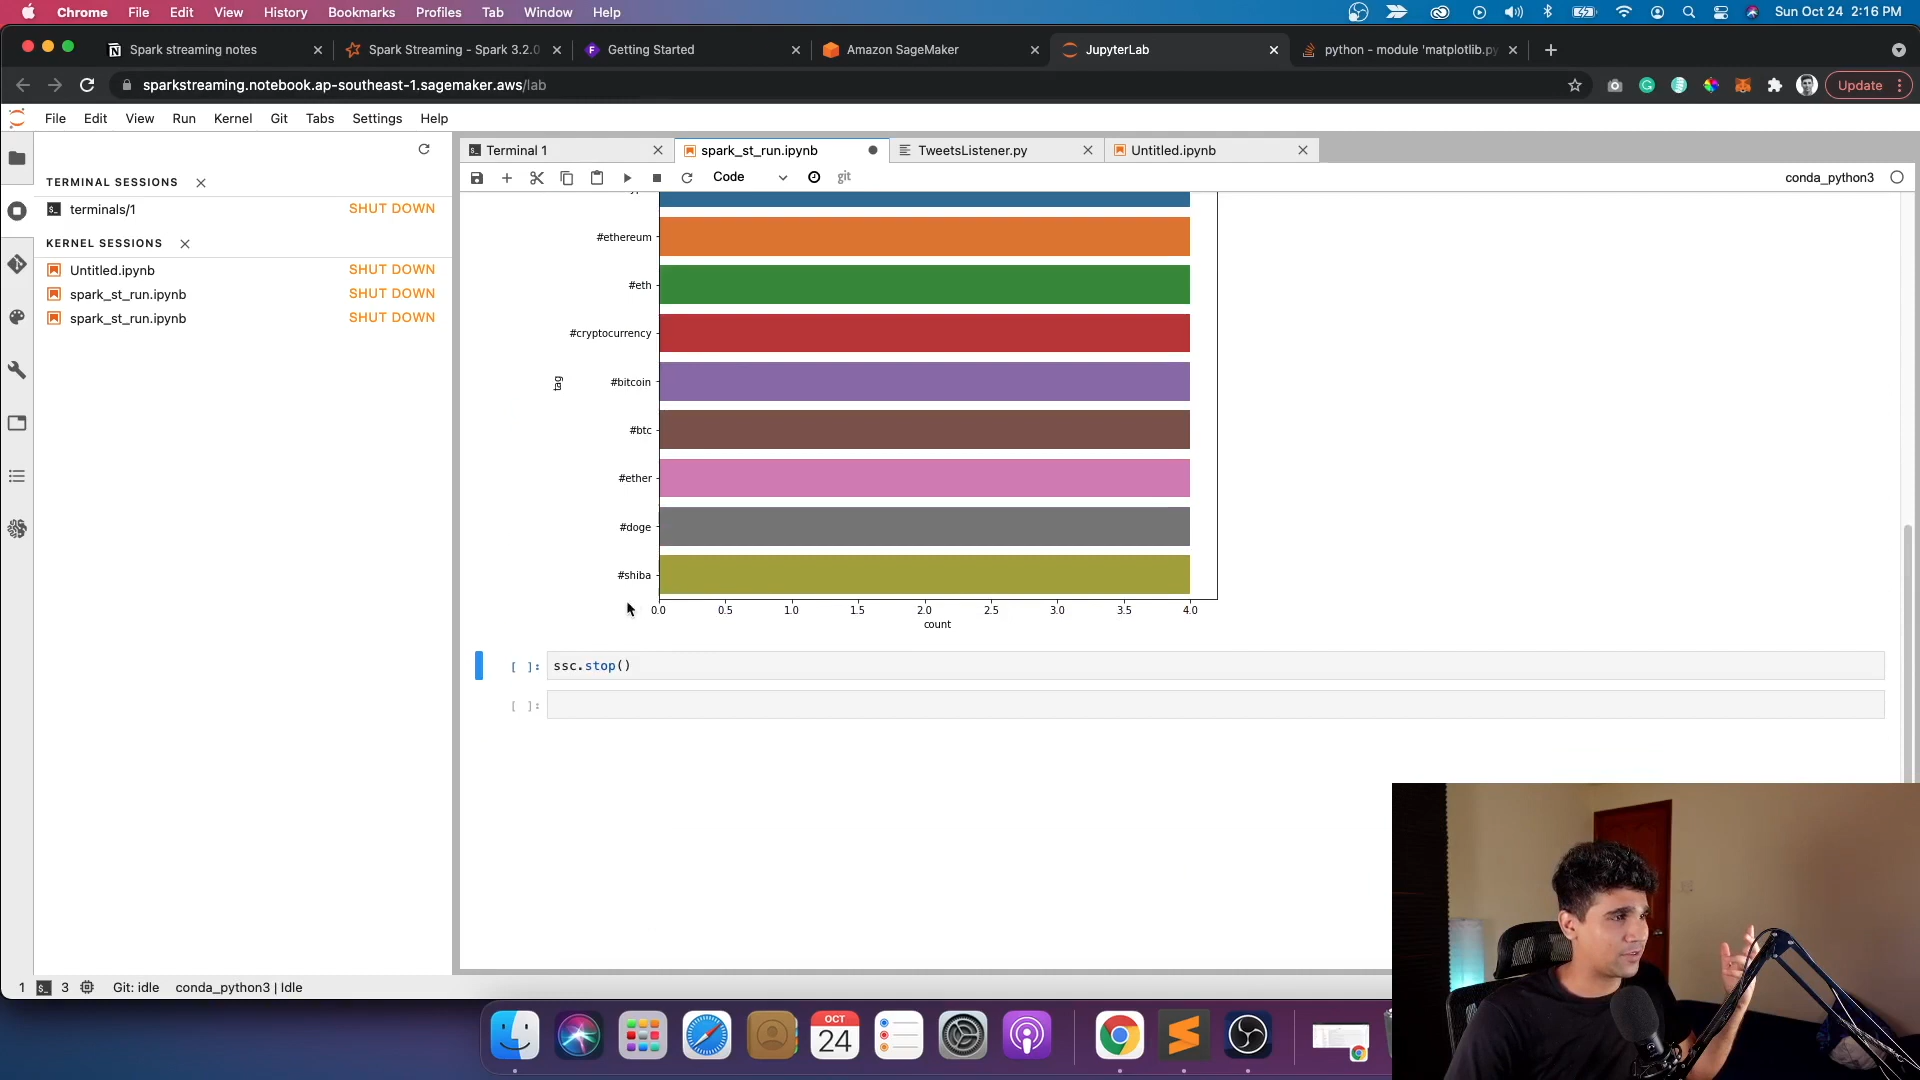 Chrome File Edit View History Bookmarks Profiles Tab Window Help Sun Oct 24 2:16 PM
Spark streaming notes Spark Streaming - Spark 3.2.0 Getting Started Amazon SageMaker JupyterLab python - module 'matplotlib.py
sparkstreaming.notebook.ap-southeast-1.sagemaker.aws/lab Update
File Edit View Run Kernel Git Tabs Settings Help
Terminal 1 spark_st_run.ipynb TweetsListener.py Untitled.ipynb
Code git conda_python3
TERMINAL SESSIONS
terminals/1 SHUT DOWN
KERNEL SESSIONS
Untitled.ipynb SHUT DOWN
spark_st_run.ipynb SHUT DOWN
spark_st_run.ipynb SHUT DOWN
#ethereum
#eth
#cryptocurrency
tag
#bitcoin
#btc
#ether
#doge
#shiba
0.0 0.5 1.0 1.5 2.0 2.5 3.0 3.5 4.0
count
[ ]: ssc.stop()
[ ]:
1 3 Git: idle conda_python3 | Idle
OCT
24